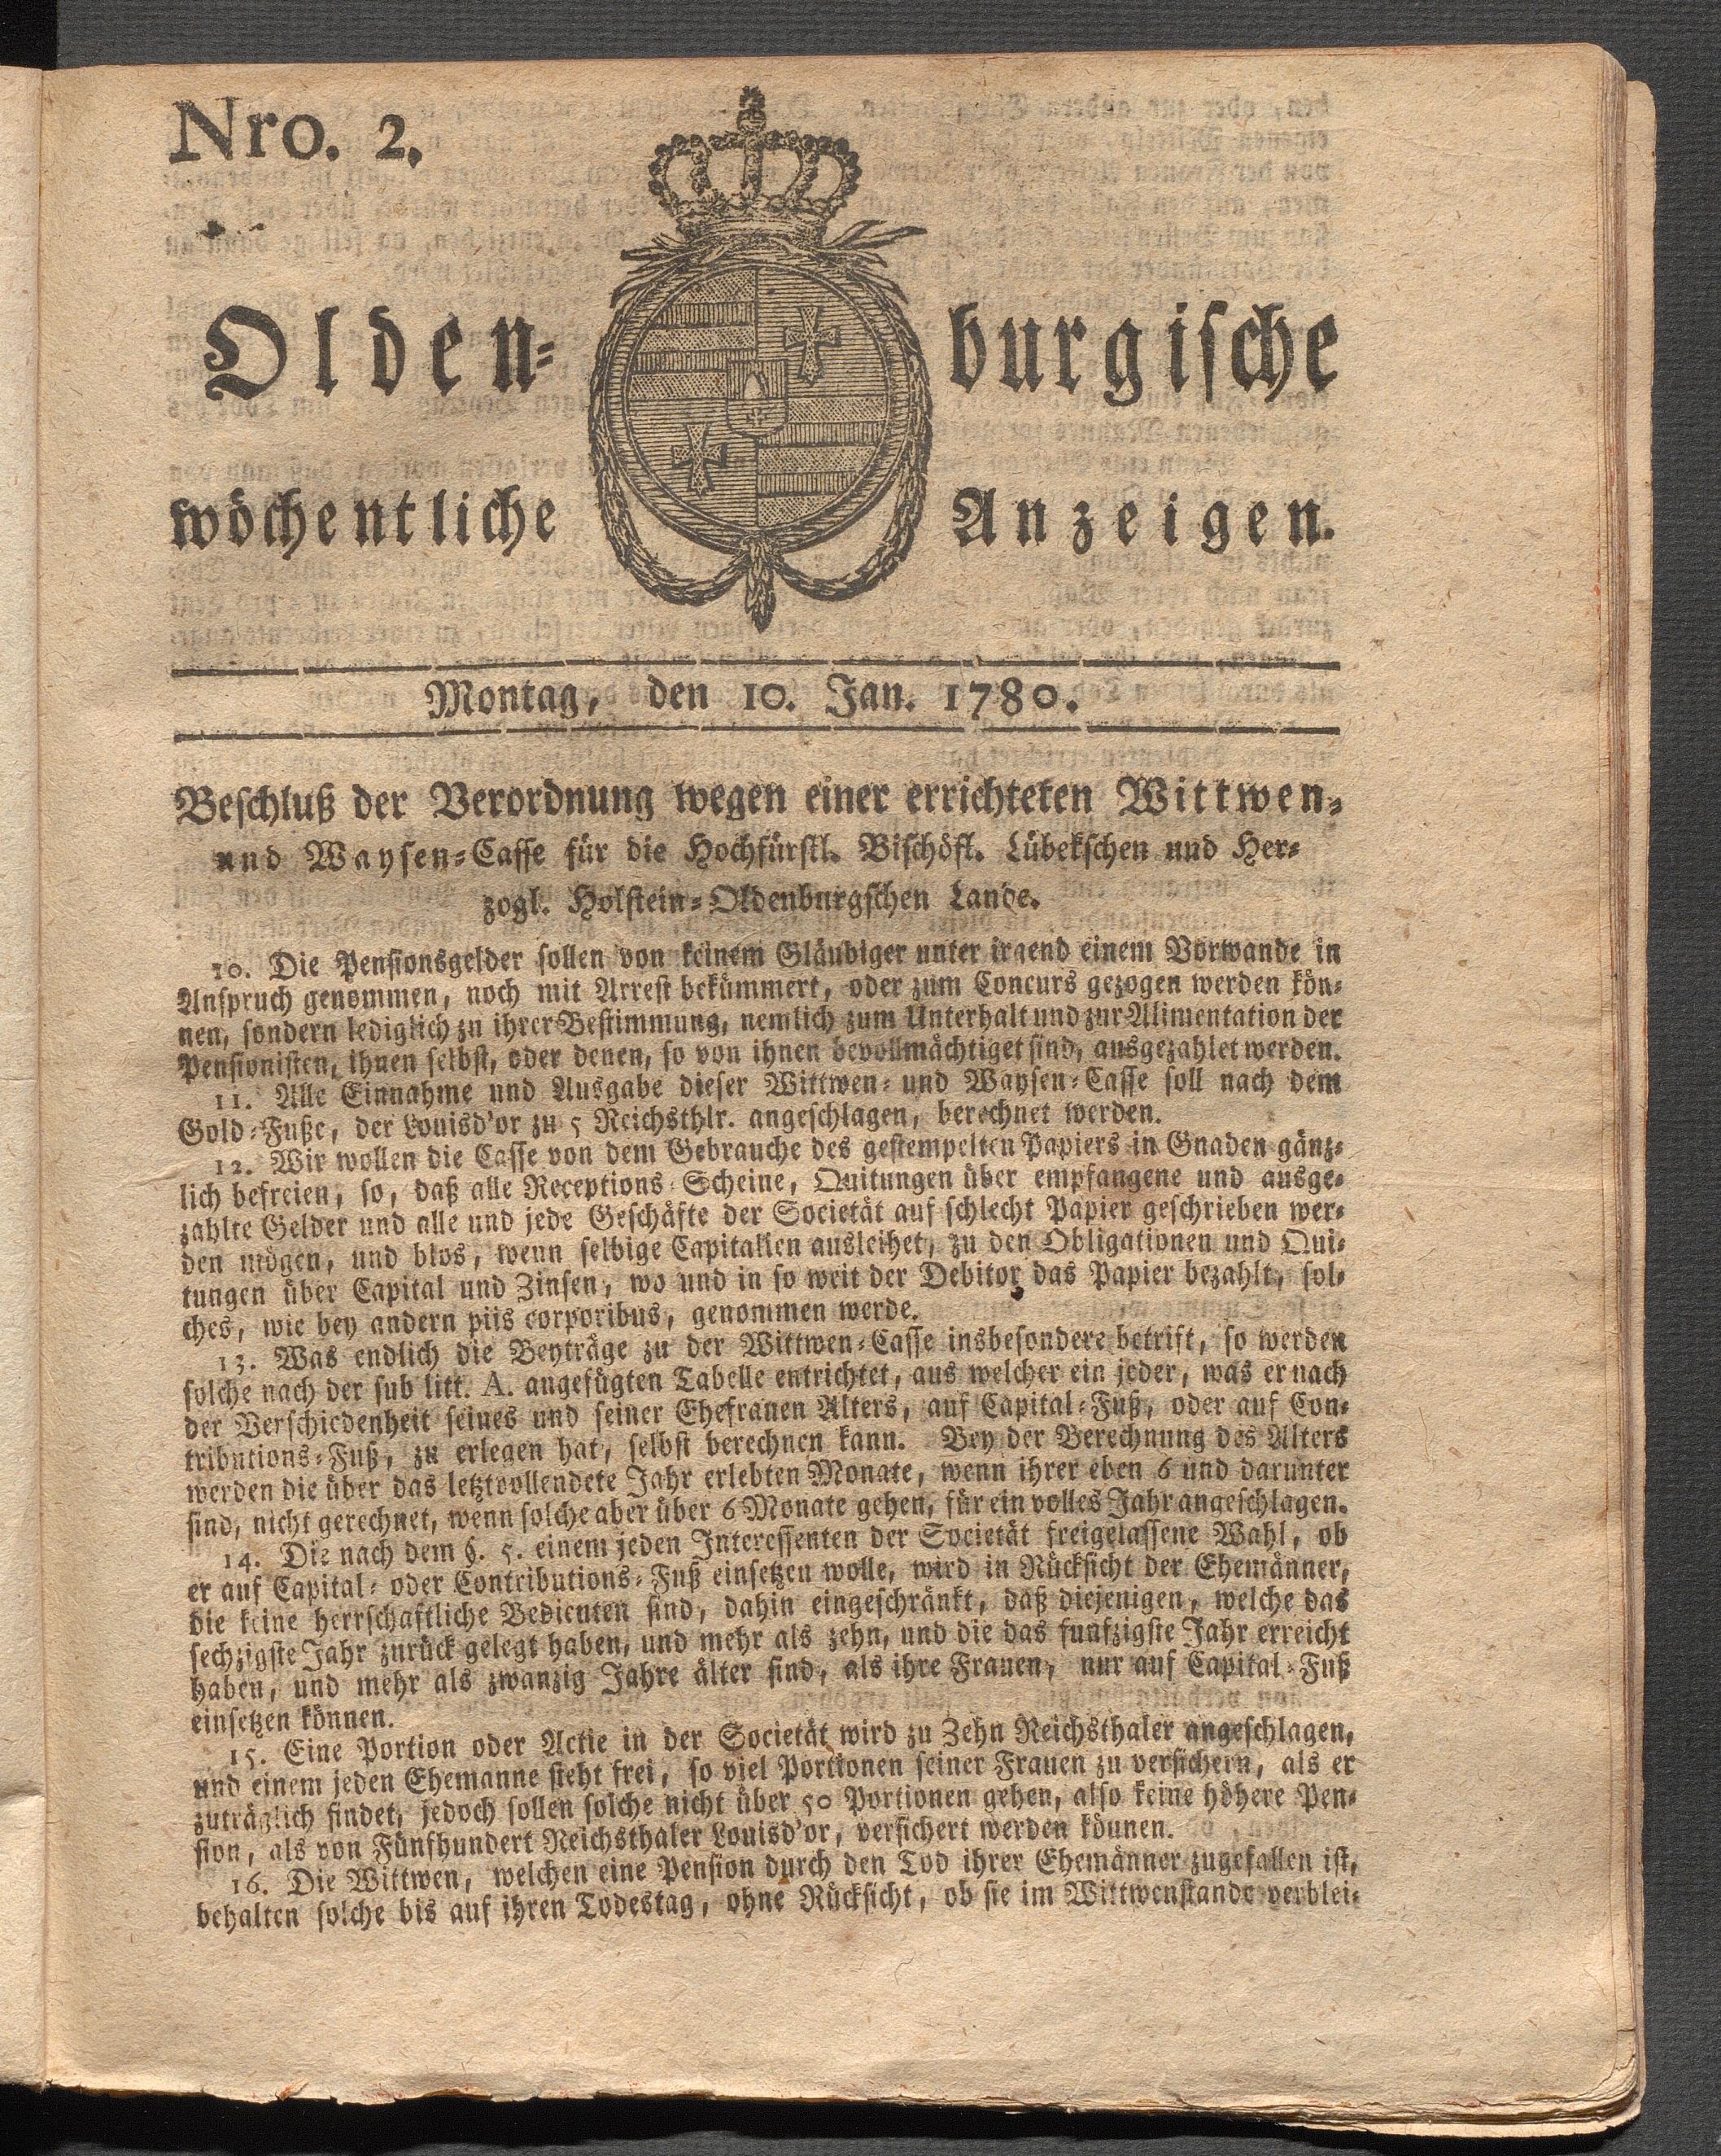 Nro. 2.
Olden- burgische
wöchentliche Anzeigen.
Montag, den 10. Jan. 1780.
Beschluß der Verordnung wegen einer errichteten Wittwen-
und Waysen-Casse für die Hochfürstl. Bischöfl. Lübekschen und Her-
zogl. Holstein-Oldenburgschen Lande.
10. Die Pensionsgelder sollen von keinem Gläubiger unter irgend einem Vorwande in
Anspruch genommen, noch mit Arrest bekümmert, oder zum Concurs gezogen werden kön-
nen, sondern lediglich zu ihrer Bestimmung, nemlich zum Unterhalt und zur Alimentation der
Pensionisten, ihnen selbst, oder denen, so von ihnen bevollmächtiget sind, ausgezahlet werden.
11. Alle Einnahme und Ausgabe dieser Wittwen- und Waysen-Casse soll nach dem
Gold-Fuße, der Louisd'or zu 5 Reichsthlr. angeschlagen, berechnet werden.
12. Wir wollen die Casse von dem Gebrauche des gestempelten Papiers in Gnaden gänz-
lich befreien, so, daß alle Receptions-Scheine, Quitungen über empfangene und ausge-
zahlte Gelder und alle und jede Geschäfte der Societät auf schlecht Papier geschrieben wer-
den mögen, und blos, wenn selbige Capitalien ausleihet, zu den Obligationen und Qui-
tungen über Capital und Zinsen, wo und in so weit der Debitor das Papier bezahlt, sol-
ches, wie bey andern piis corporibus, genommen werde.
13. Was endlich die Beyträge zu der Wittwen-Casse insbesondere betrift, so werden
solche nach der sub litt. A. angefügten Tabelle entrichtet, aus welcher ein jeder, was er nach
der Verschiedenheit seines und seiner Ehefrauen Alters, auf Capital-Fuß, oder auf Con-
tributions-Fuß, zu erlegen hat, selbst berechnen kann. Bey der Berechnung des Alters
werden die über das letztvollendete Jahr erlebten Monate, wenn ihrer eben 6 und darunter
sind, nicht gerechnet, wenn solche aber über 6 Monate gehen, für ein volles Jahr angeschlagen.
14. Die nach dem §. 5. einem jeden Interessenten der Societät freigelassene Wahl, ob
er auf Capital- oder Contributions-Fuß einsetzen wolle, wird in Rücksicht der Ehemänner,
die keine herrschaftliche Bedienten sind, dahin eingeschränkt, daß diejenigen, welche das
sechzigste Jahr zurück gelegt haben, und mehr als zehn, und die das funfzigste Jahr erreicht
haben, und mehr als zwanzig Jahre älter sind, als ihre Frauen, nur auf Capital-Fuß
einsetzen können.
15. Eine Portion oder Actie in der Societät wird zu Zehn Reichsthaler angeschlagen,
und einem jeden Ehemanne steht frei, so viel Portionen seiner Frauen zu versichern, als er
zuträglich findet, jedoch sollen solche nicht über 50 Portionen gehen, also keine höhere Pen-
sion, als von Fünfhundert Reichsthaler Louisd'or, versichert werden können.
16. Die Wittwen, welchen eine Pension durch den Tod ihrer Ehemänner zugefallen ist,
behalten solche bis auf ihren Todestag, ohne Rücksicht, ob sie im Wittwenstande verblei-